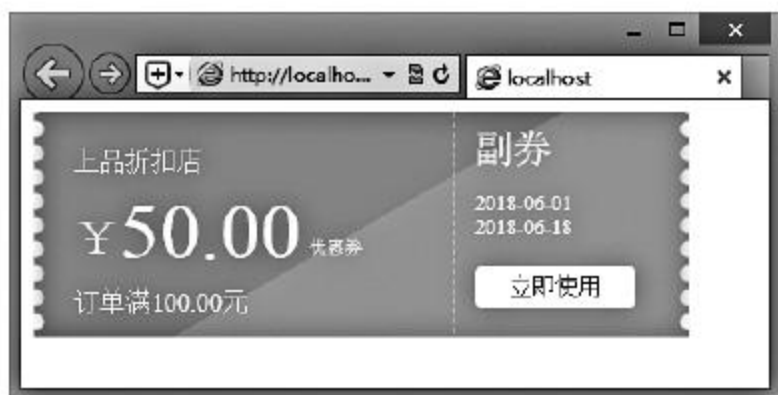 http://localho...
localhost
上品折扣店
¥50.00 优惠券
订单满100.00元
副券
2018-06-01
2018-06-18
立即使用